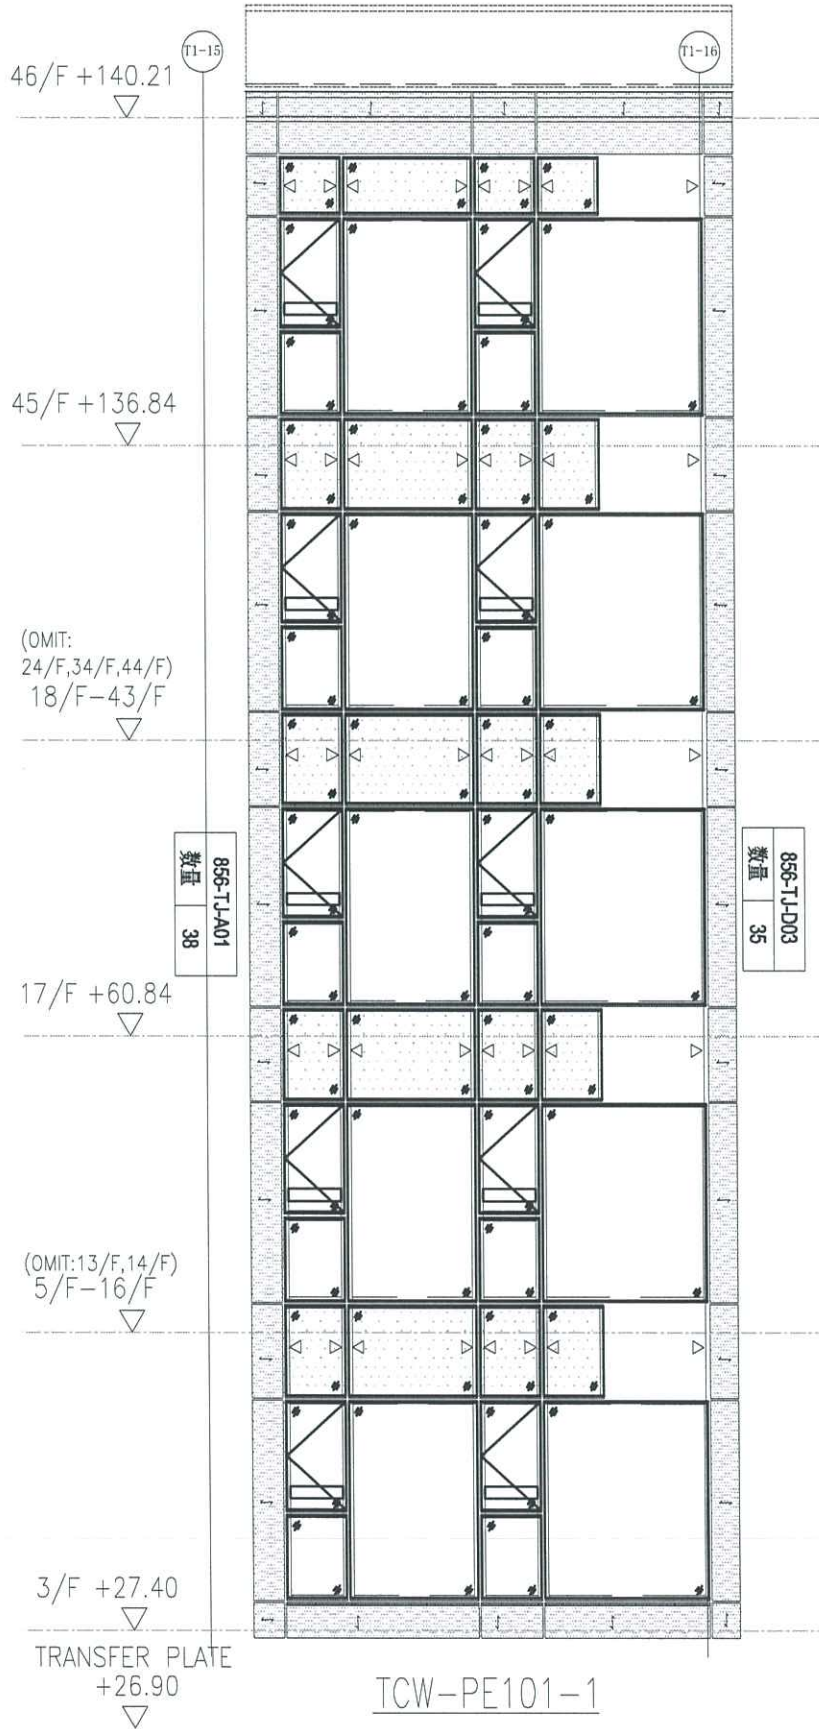 T1-15
T1-16
46/F +140.21
45/F +136.84
(OMIT:
24/F,34/F,44/F)
18/F-43/F
856-TJ-A01
数量 38
856-TJ-D03
数量 35
17/F +60.84
(OMIT:13/F,14/F)
5/F-16/F
3/F +27.40
TRANSFER PLATE
+26.90
TCW-PE101-1